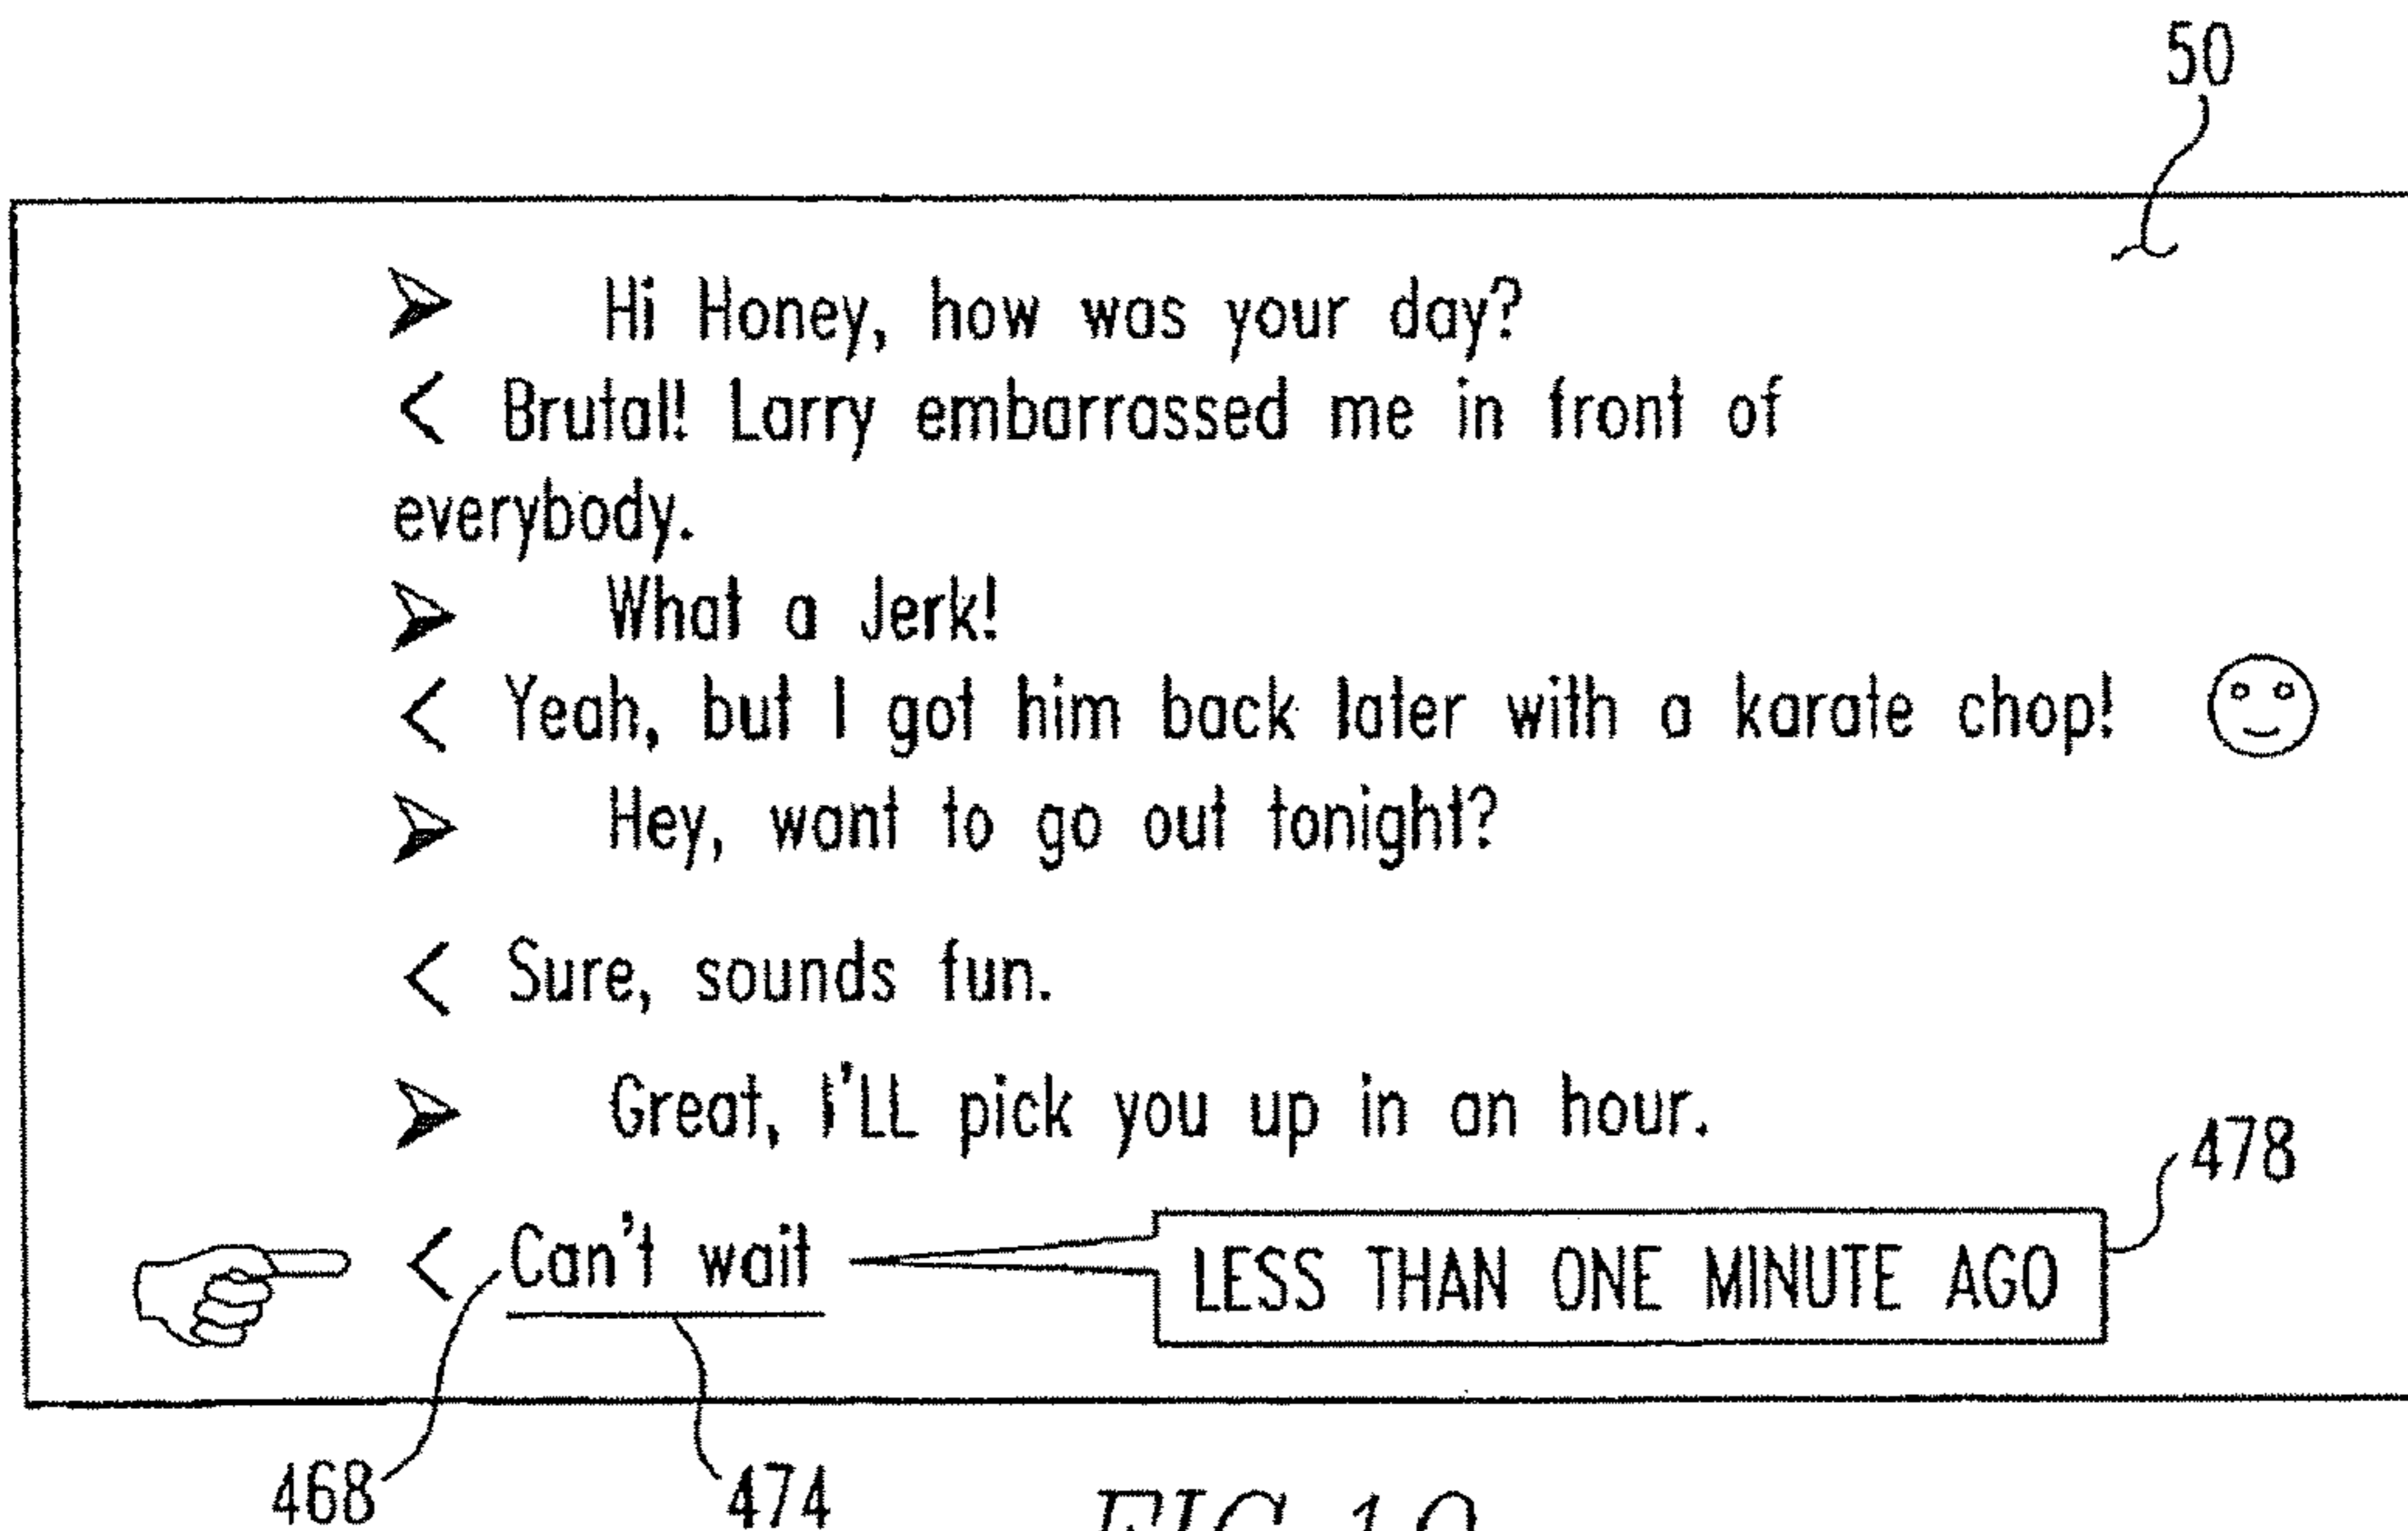 50
➢ Hi Honey, how was your day?
< Brutal! Larry embarrassed me in front of
everybody.
➢ What a Jerk!
< Yeah, but I got him back later with a karate chop! ☺
➢ Hey, want to go out tonight?
< Sure, sounds fun.
➢ Great, I'LL pick you up in an hour.
478
< Can't wait LESS THAN ONE MINUTE AGO
468 474
FIG.